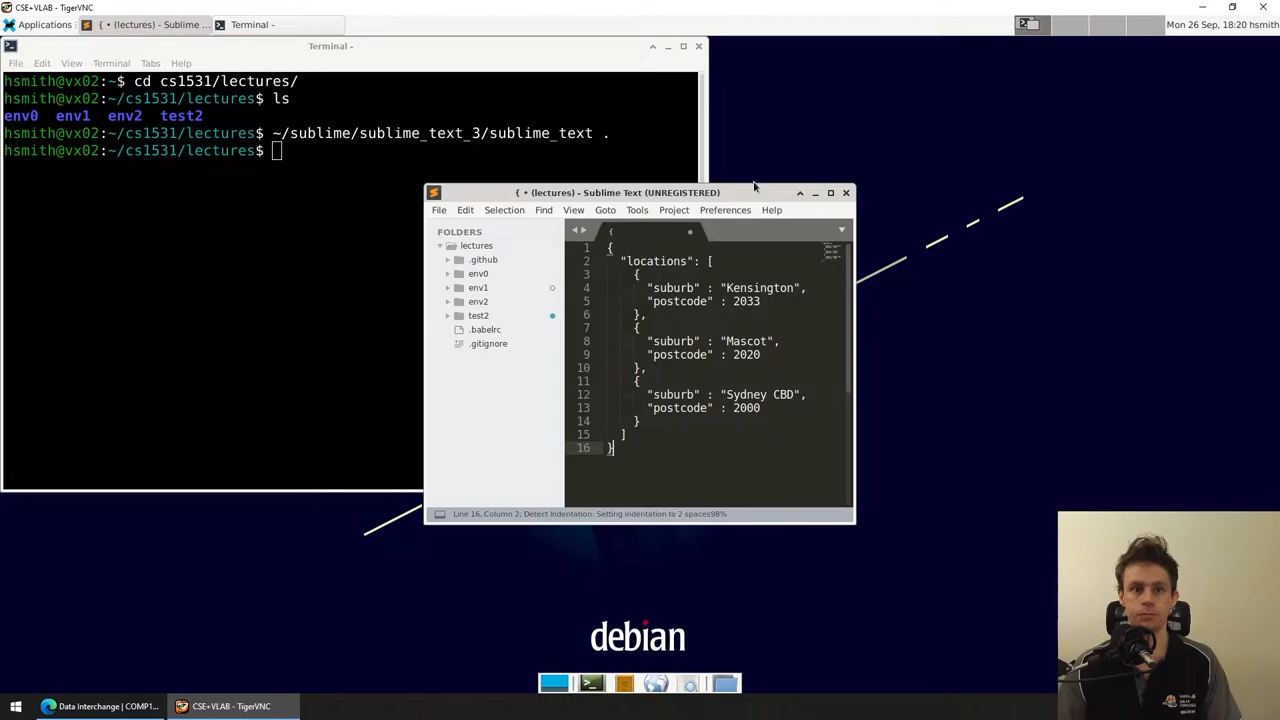 CSE+VLAB - TigerVNC
Applications
{ • (lectures) - Sublime ...
Terminal -
Mon 26 Sep, 18:20 hsmith
Terminal -
File Edit View Terminal Tabs Help
hsmith@vx02:~$ cd cs1531/lectures/
hsmith@vx02:~/cs1531/lectures$ ls
env0 env1 env2 test2
hsmith@vx02:~/cs1531/lectures$ ~/sublime/sublime_text_3/sublime_text .
hsmith@vx02:~/cs1531/lectures$
{ • (lectures) - Sublime Text (UNREGISTERED)
File Edit Selection Find View Goto Tools Project Preferences Help
FOLDERS
lectures
.github
env0
env1
env2
test2
.babelrc
.gitignore
{
1 {
2 "locations": [
3 {
4 "suburb" : "Kensington",
5 "postcode" : 2033
6 },
7 {
8 "suburb" : "Mascot",
9 "postcode" : 2020
10 },
11 {
12 "suburb" : "Sydney CBD",
13 "postcode" : 2000
14 }
15 ]
16 }
Line 16, Column 2; Detect Indentation: Setting indentation to 2 spaces98%
debian
Data Interchange | COMP1...
CSE+VLAB - TigerVNC